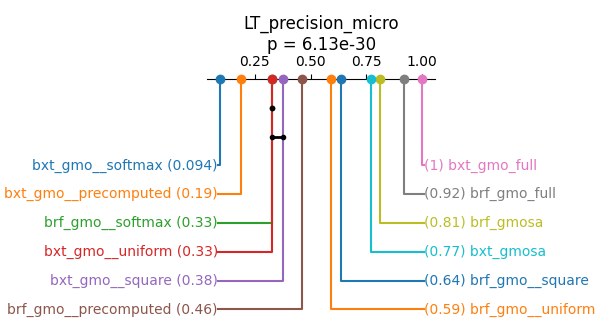 LT_precision_micro
p = 6.13e-30
0.25 0.50 0.75 1.00
bxt_gmo__softmax (0.094) (1) bxt_gmo_full
bxt_gmo__precomputed (0.19) (0.92) brf_gmo_full
brf_gmo__softmax (0.33) (0.81) brf_gmosa
bxt_gmo__uniform (0.33) (0.77) bxt_gmosa
bxt_gmo__square (0.38) (0.64) brf_gmo__square
brf_gmo__precomputed (0.46) (0.59) brf_gmo__uniform